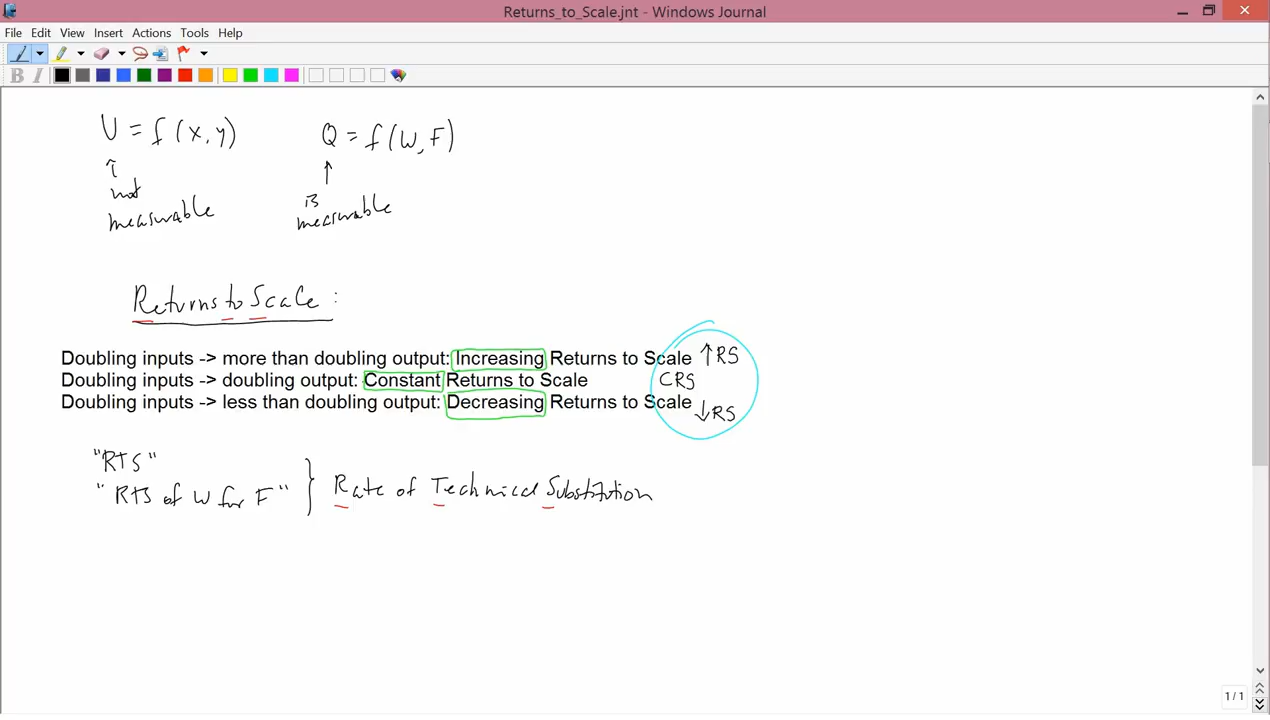 Returns_to_Scale.jnt - Windows Journal
File Edit View Insert Actions Tools Help
B I
U = f(x,y) Q = f(W,F)
↑ ↑
not is
measurable measurable
Returns to Scale :
Doubling inputs -> more than doubling output: Increasing Returns to Scale ↑RS
Doubling inputs -> doubling output: Constant Returns to Scale CRS
Doubling inputs -> less than doubling output: Decreasing Returns to Scale ↓RS
"RTS"
"RTS of W for F" } Rate of Technical Substitution
1 / 1